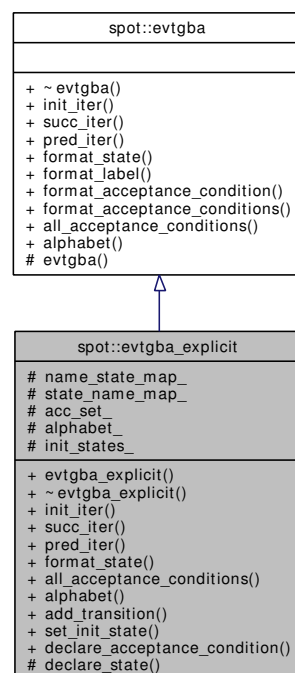 spot::evtgba
+ ~evtgba()
+ init_iter()
+ succ_iter()
+ pred_iter()
+ format_state()
+ format_label()
+ format_acceptance_condition()
+ format_acceptance_conditions()
+ all_acceptance_conditions()
+ alphabet()
# evtgba()
spot::evtgba_explicit
# name_state_map_
# state_name_map_
# acc_set_
# alphabet_
# init_states_
+ evtgba_explicit()
+ ~evtgba_explicit()
+ init_iter()
+ succ_iter()
+ pred_iter()
+ format_state()
+ all_acceptance_conditions()
+ alphabet()
+ add_transition()
+ set_init_state()
+ declare_acceptance_condition()
# declare_state()